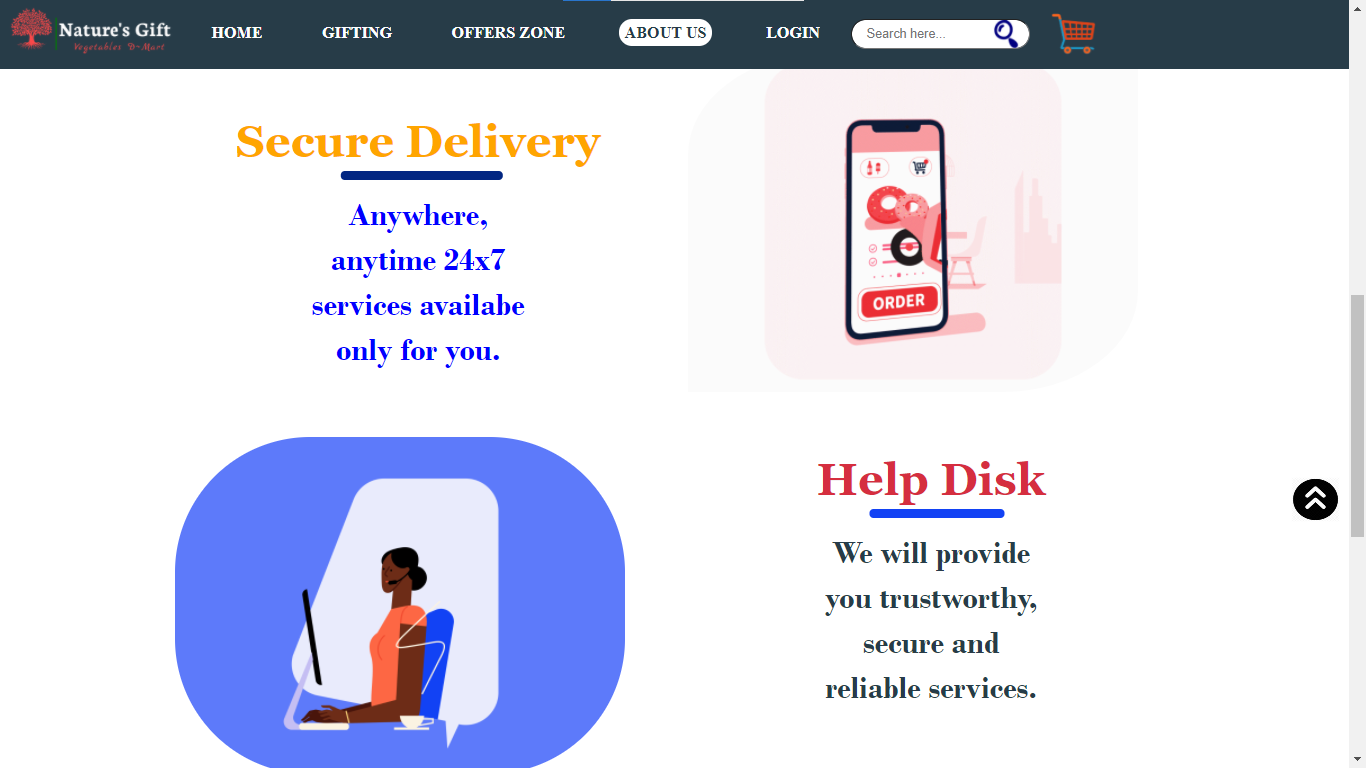 Nature's Gift
Vegetables D-Mart
HOME
GIFTING
OFFERS ZONE
ABOUT US
LOGIN
Search here...
Secure Delivery
Anywhere,
anytime 24x7
services availabe
only for you.
ORDER
Help Disk
We will provide
you trustworthy,
secure and
reliable services.